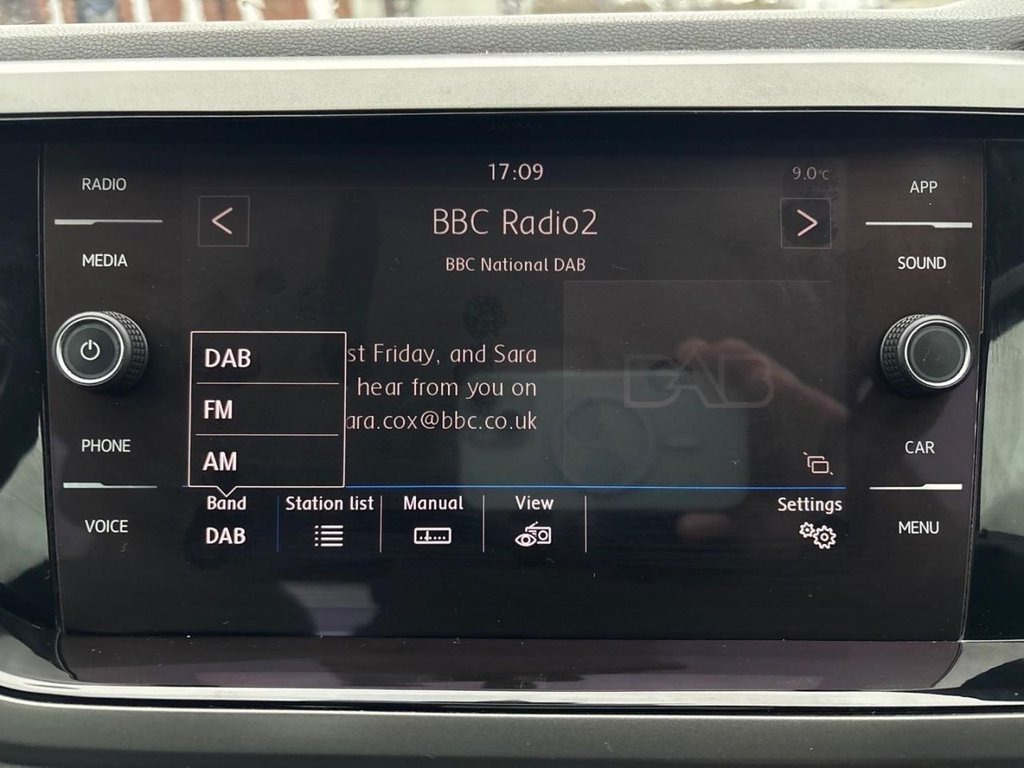 17:09
9.0°C
RADIO
APP
BBC Radio2
MEDIA
SOUND
BBC National DAB
DAB
FM
AM
st Friday, and Sara
hear from you on
ara.cox@bbc.co.uk
DAB
PHONE
CAR
Band
Station list
Manual
View
Settings
DAB
VOICE
MENU